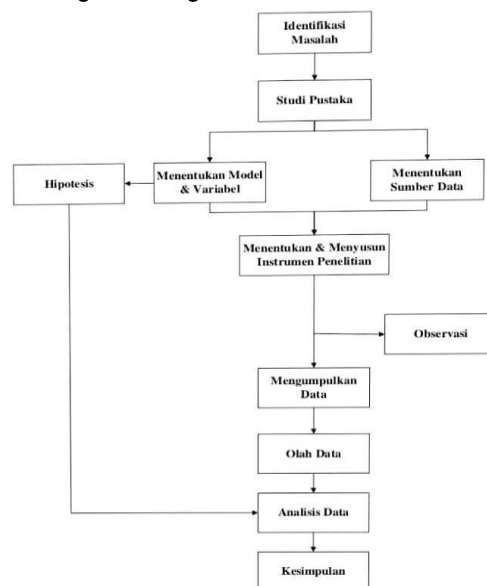 Identifikasi
Masalah
Studi Pustaka
Hipotesis
Menentukan Model
& Variabel
Menentukan
Sumber Data
Menentukan & Menyusun
Instrumen Penelitian
Observasi
Mengumpulkan
Data
Olah Data
Analisis Data
Kesimpulan